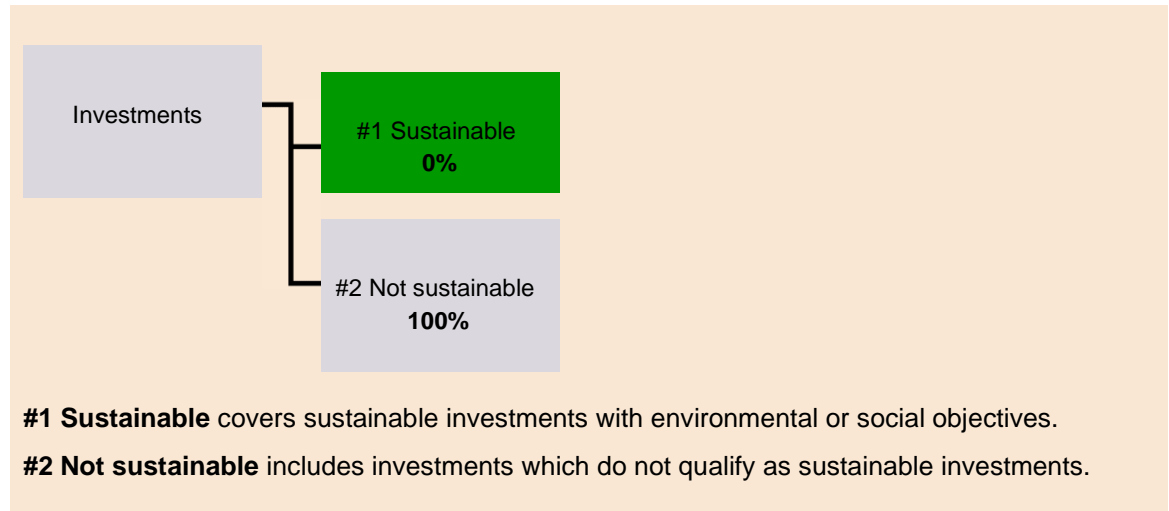 Investments
#1 Sustainable
0%
#2 Not sustainable
100%
#1 Sustainable covers sustainable investments with environmental or social objectives.
#2 Not sustainable includes investments which do not qualify as sustainable investments.